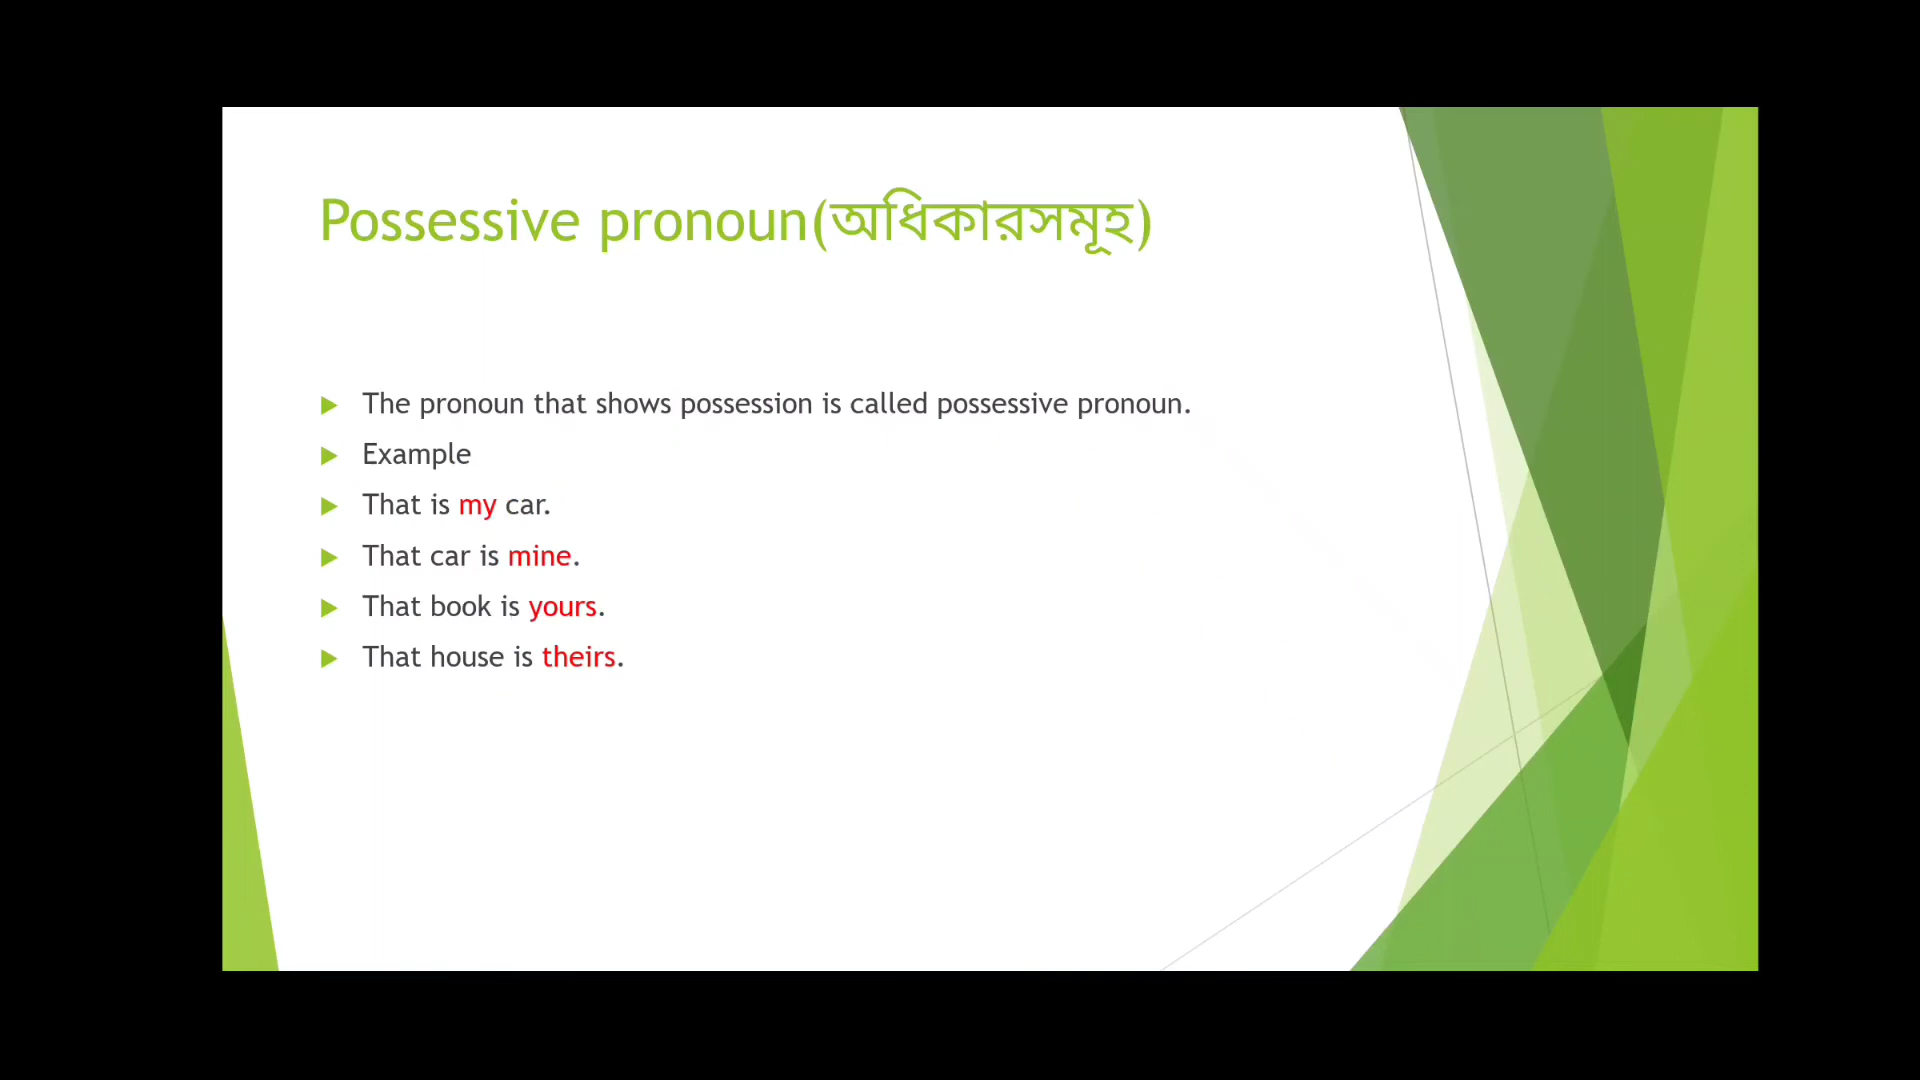 Possessive pronoun(অধিকারসমূহ)
The pronoun that shows possession is called possessive pronoun.
Example
That is my car.
That car is mine.
That book is yours.
That house is theirs.